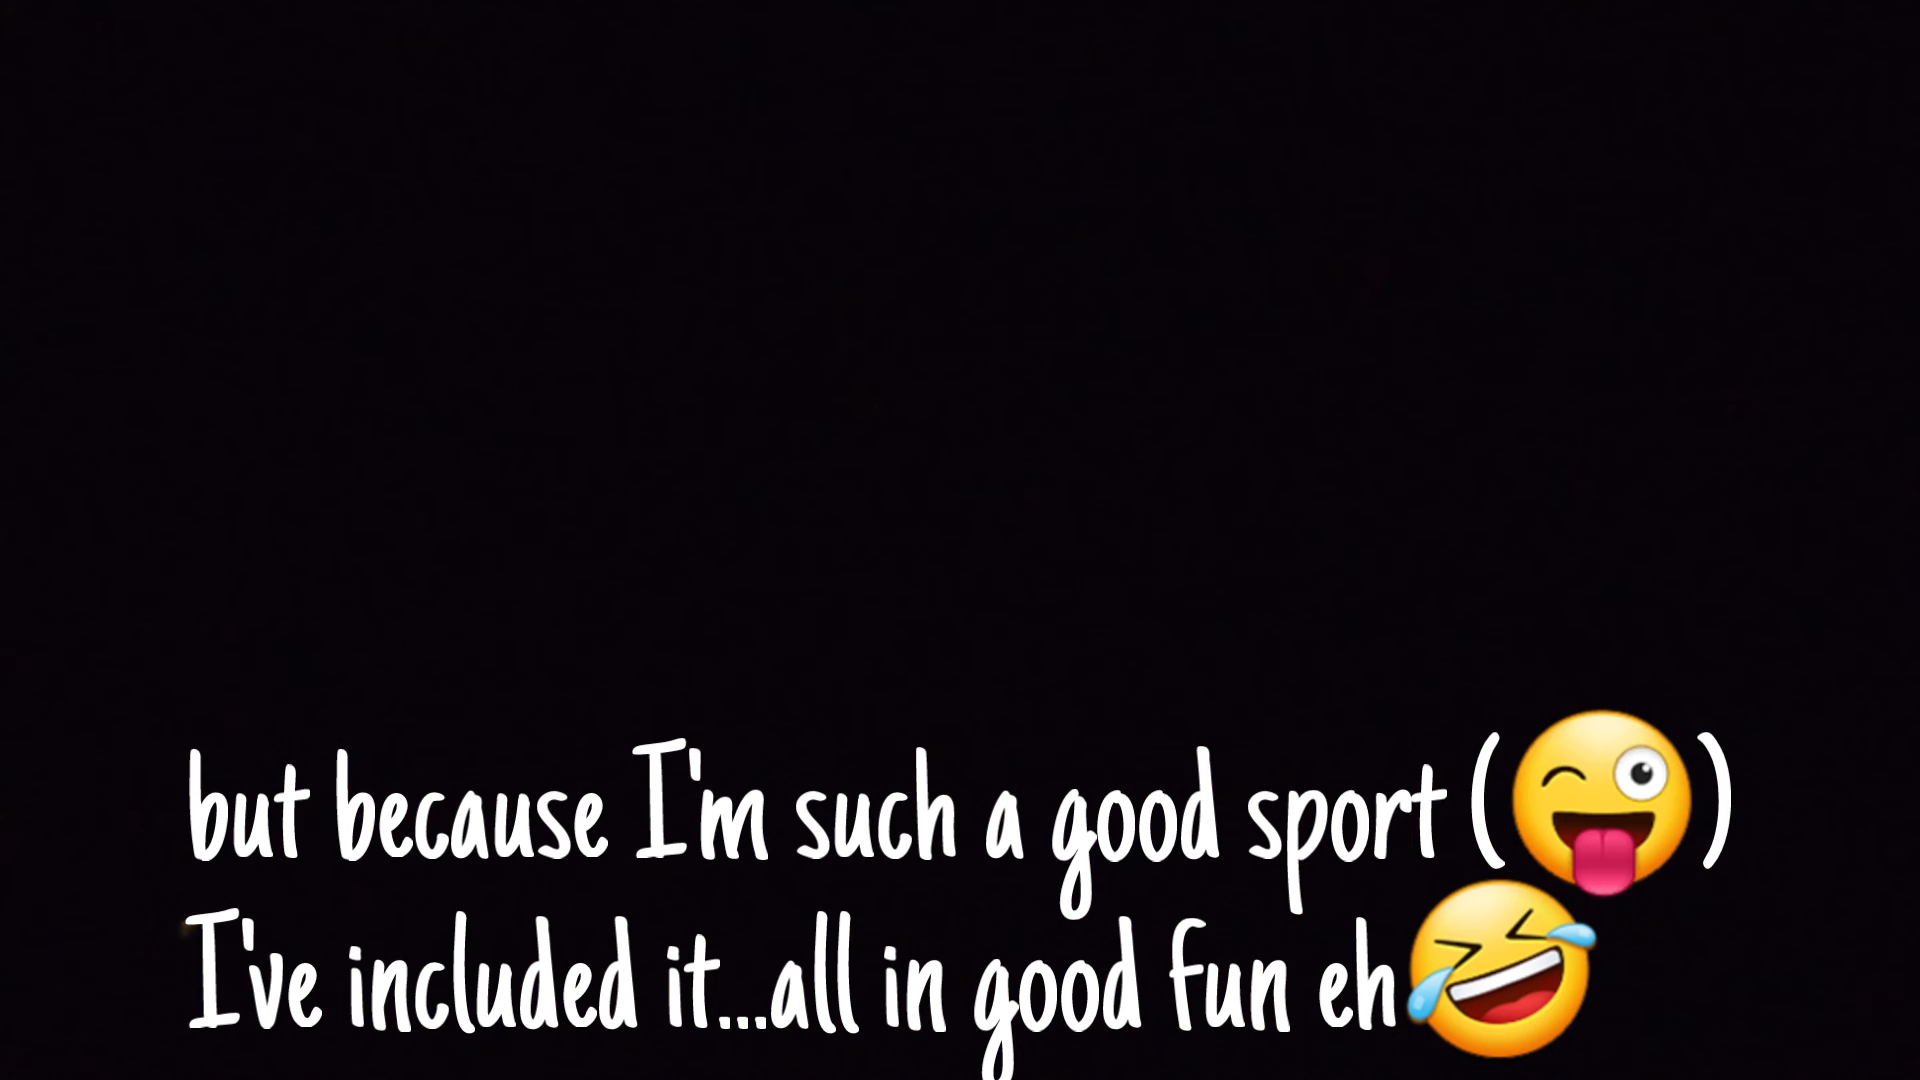 but because I'm such a good sport (😜)
I've included it...all in good fun eh🤣